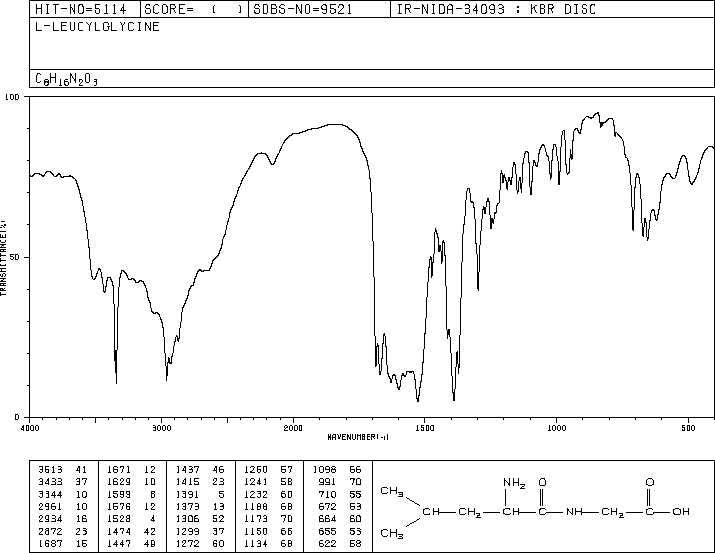 HIT-NO=5114 SCORE= ( ) SDBS-NO=9521 IR-NIDA-34093 : KBR DISC
L-LEUCYLGLYCINE
C8H16N2O3
100
50
0
TRANSMITTANCE(%)
4000 3000 2000 1500 1000 500
WAVENUMBER(-1)
3513 41 1671 12 1437 46 1260 57 1098 56
3433 37 1629 10 1415 23 1241 58 991 70
3344 10 1599 8 1391 5 1232 60 710 55
2961 10 1576 12 1373 13 1188 68 672 53
2934 16 1528 4 1306 52 1173 70 664 60
2872 23 1474 42 1299 37 1150 66 655 53
1687 15 1447 49 1272 60 1134 68 622 58
NH2 O O
CH3
CH—CH2—CH—C—NH—CH2—C—OH
CH3